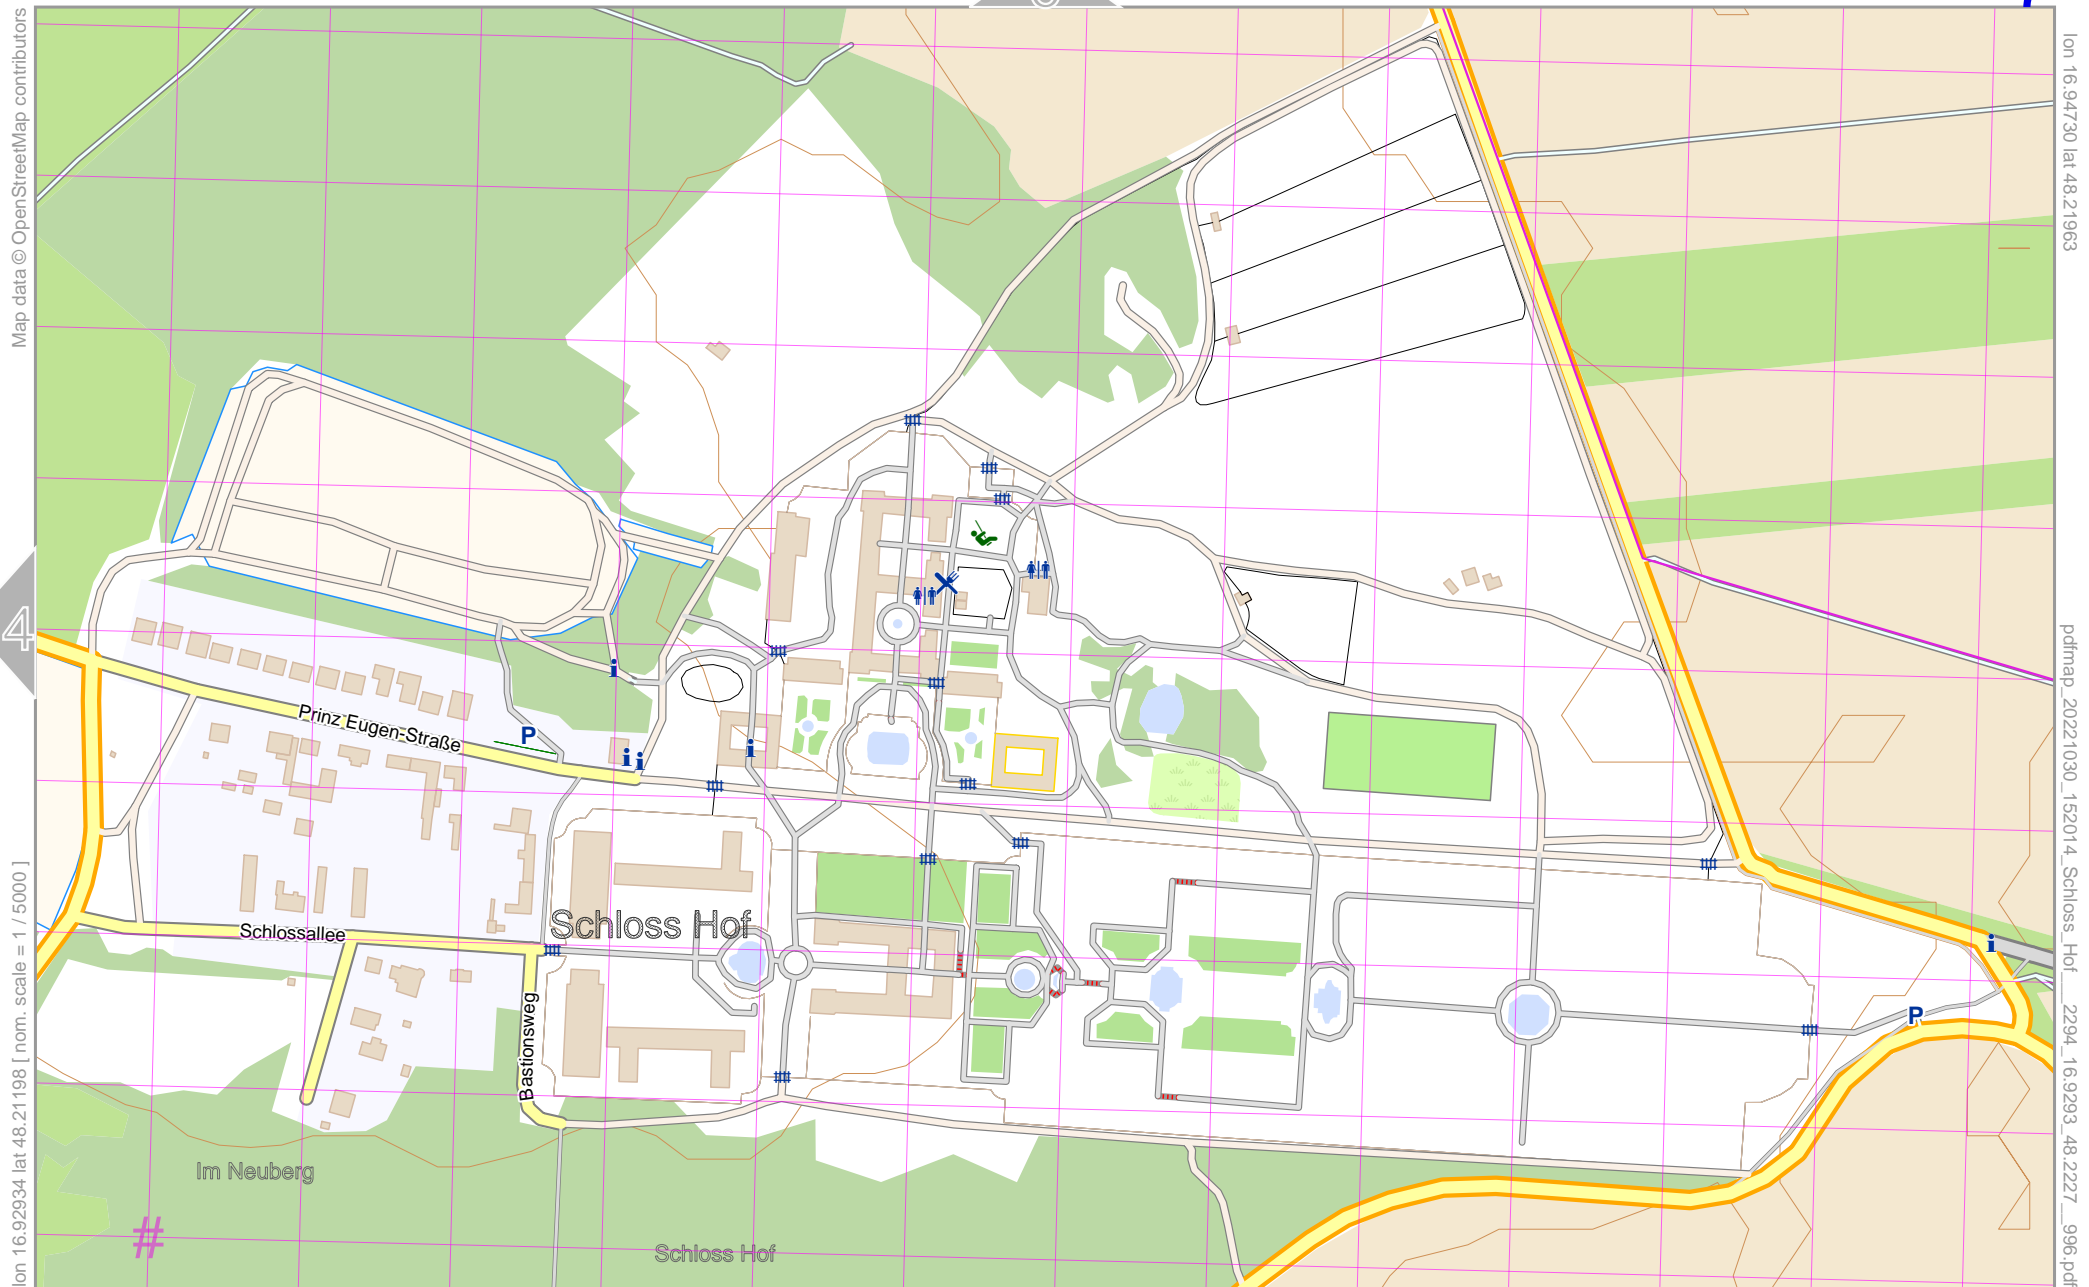 Map data © OpenStreetMap contributors
lon 16.94730 lat 48.21963
4
P
Prinz Eugen-Straße
Schlossallee
Schloss Hof
Bastionsweg
P
Im Neuberg
#
Schloss Hof
lon 16.92934 lat 48.21198 [ nom. scale = 1 / 5000 ]
pdfmap_20221030_152014_Schloss_Hof__2294_16.9293_48.2227__996.pdf